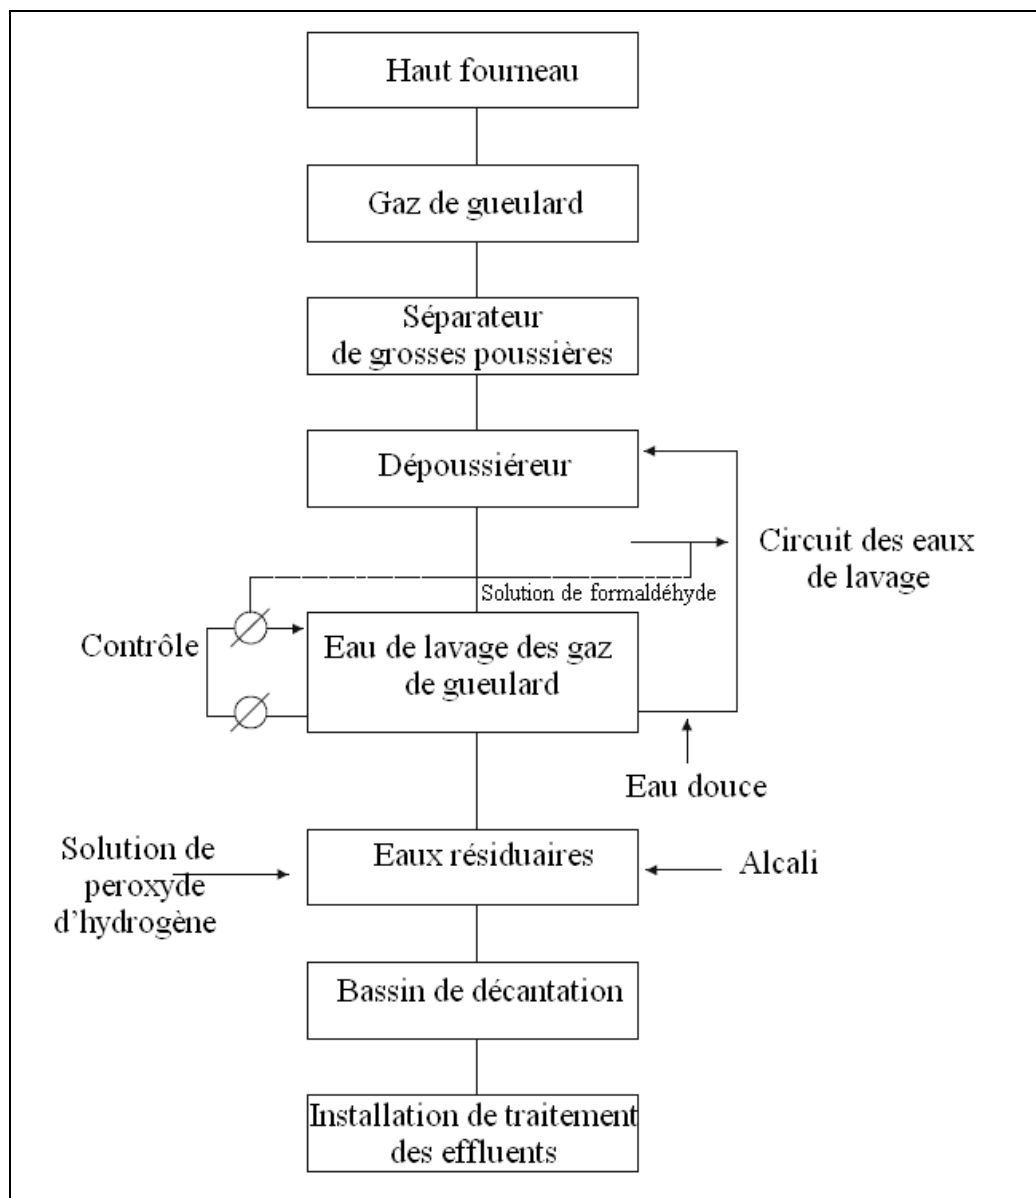 Haut fourneau
Gaz de gueulard
Séparateur
de grosses poussières
Dépoussiéreur
Circuit des eaux
de lavage
Solution de formaldéhyde
Contrôle
Eau de lavage des gaz
de gueulard
Eau douce
Solution de
peroxyde
d'hydrogène
Eaux résiduaires
Alcali
Bassin de décantation
Installation de traitement
des effluents